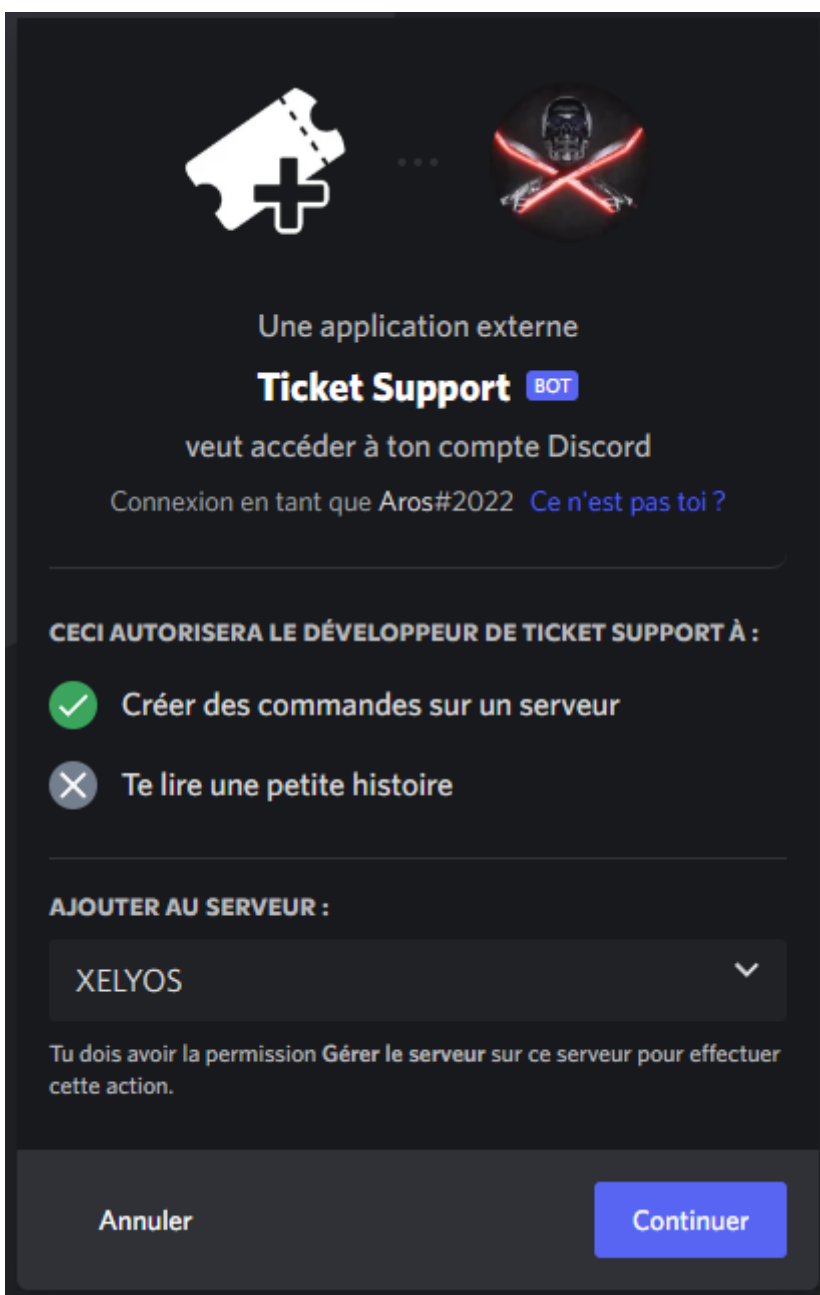 Une application externe
Ticket Support BOT
veut accéder à ton compte Discord
Connexion en tant que Aros#2022 Ce n'est pas toi ?
CECI AUTORISERA LE DÉVELOPPEUR DE TICKET SUPPORT À :
Créer des commandes sur un serveur
Te lire une petite histoire
AJOUTER AU SERVEUR :
XELYOS
Tu dois avoir la permission Gérer le serveur sur ce serveur pour effectuer
cette action.
Annuler Continuer